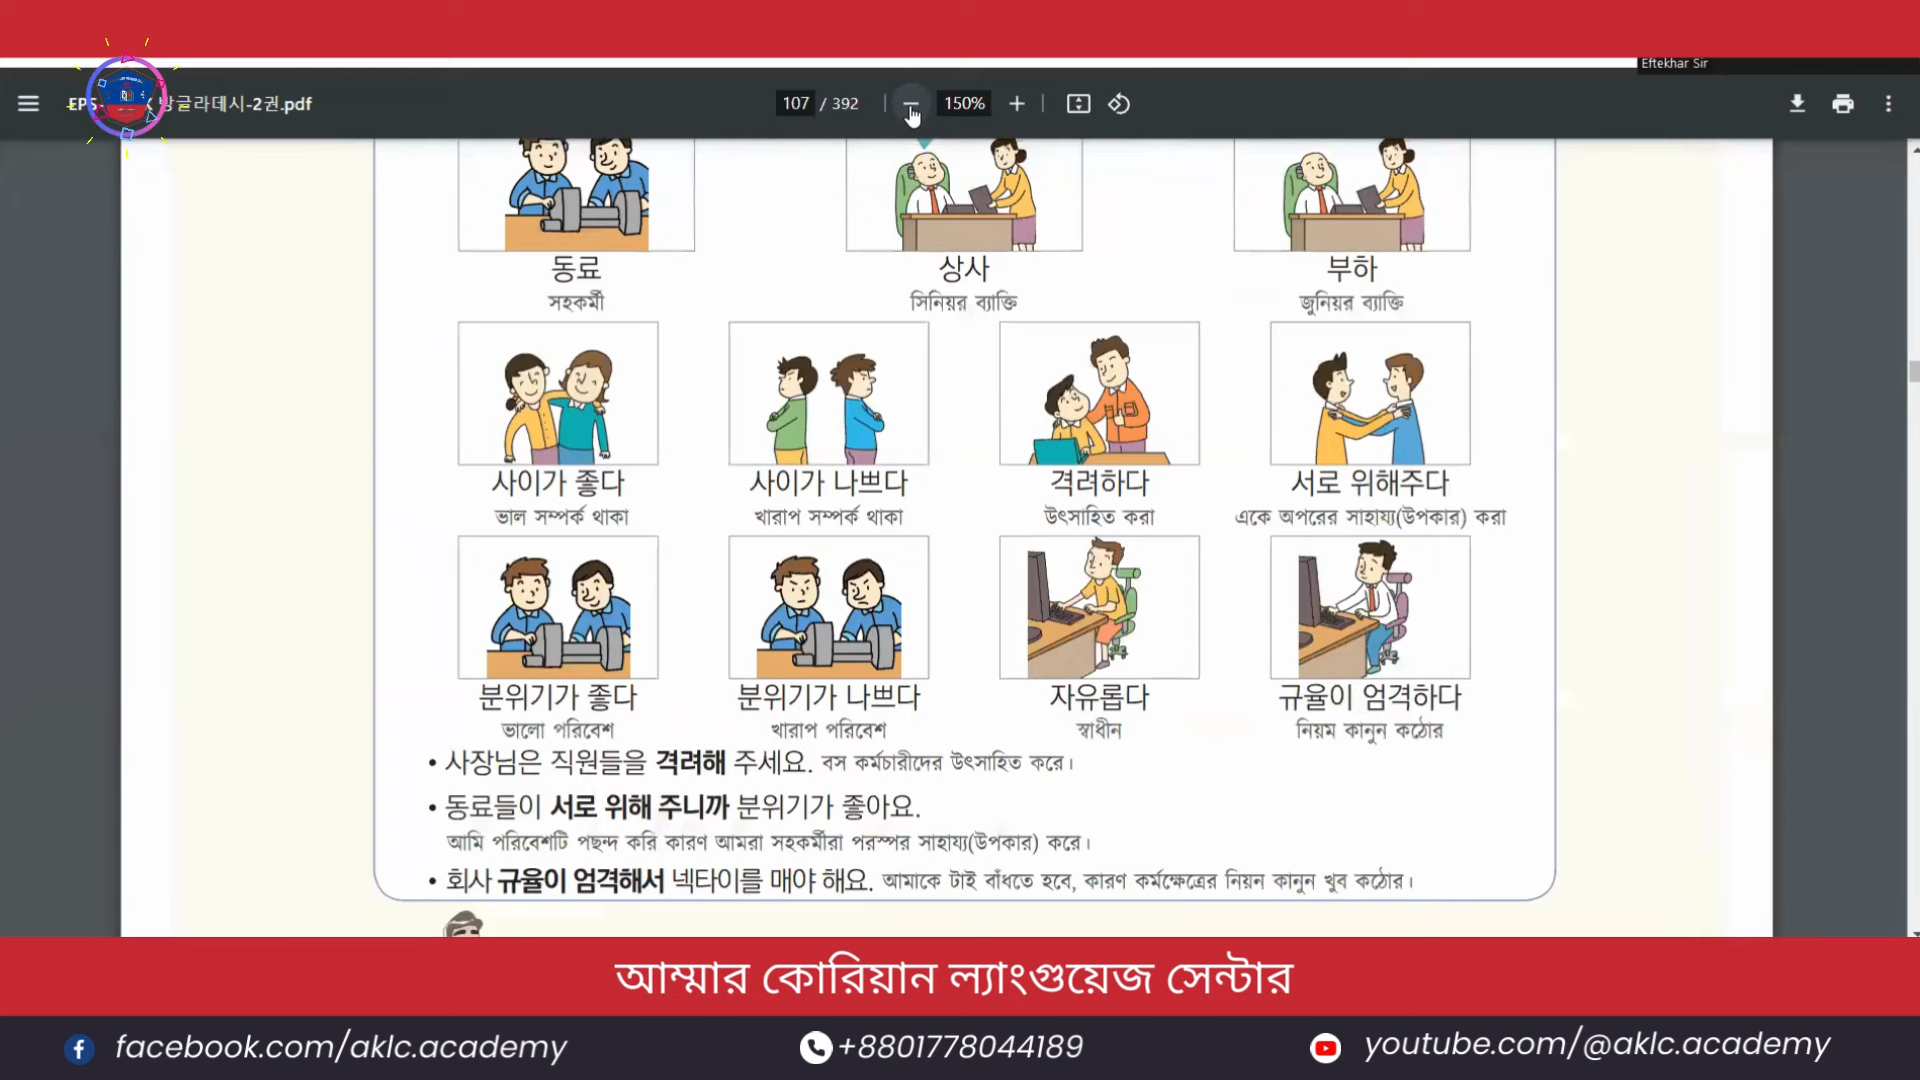 Eftekhar Sir
방글라데시-2권.pdf
107 / 392
150%
동료
সহকর্মী
상사
সিনিয়র ব্যাক্তি
부하
জুনিয়র ব্যাক্তি
사이가 좋다
ভাল সম্পর্ক থাকা
사이가 나쁘다
খারাপ সম্পর্ক থাকা
격려하다
উৎসাহিত করা
서로 위해주다
একে অপরের সাহায্য(উপকার) করা
분위기가 좋다
ভালো পরিবেশ
분위기가 나쁘다
খারাপ পরিবেশ
자유롭다
স্বাধীন
규율이 엄격하다
নিয়ম কানুন কঠোর
• 사장님은 직원들을 격려해 주세요. বস কর্মচারীদের উৎসাহিত করে।
• 동료들이 서로 위해 주니까 분위기가 좋아요.
আমি পরিবেশটি পছন্দ করি কারণ আমরা সহকর্মীরা পরস্পর সাহায্য(উপকার) করে।
• 회사 규율이 엄격해서 넥타이를 매야 해요. আমাকে টাই বাঁধতে হবে, কারণ কর্মক্ষেত্রের নিয়ন কানুন খুব কঠোর।
আম্মার কোরিয়ান ল্যাংগুয়েজ সেন্টার
facebook.com/aklc.academy
+8801778044189
youtube.com/@aklc.academy